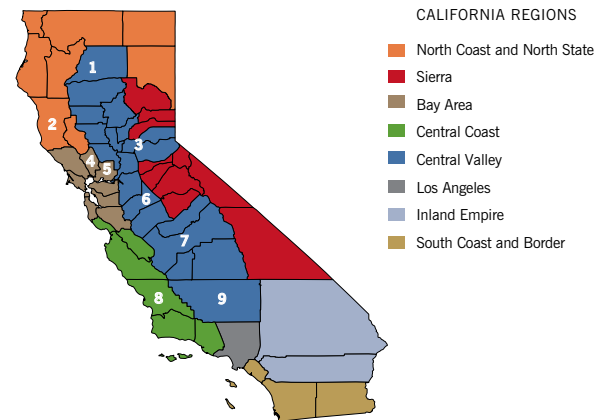 CALIFORNIA REGIONS
North Coast and North State
Sierra
Bay Area
Central Coast
Central Valley
Los Angeles
Inland Empire
South Coast and Border
1
2
3
4
5
6
7
8
9